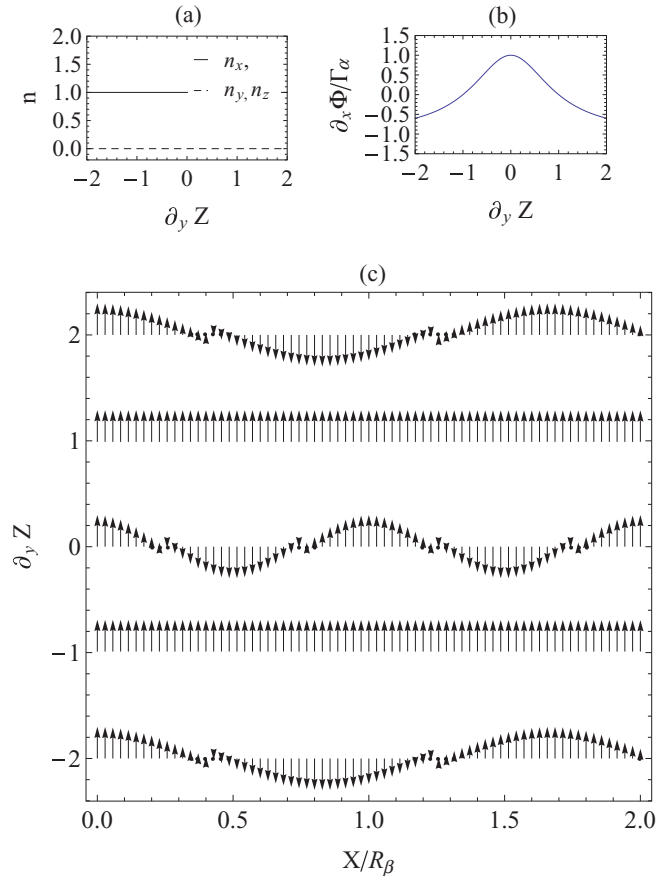 (a)
2.0
1.5
1.0
0.5
0.0
n
n_x,
n_y, n_z
−2 −1 0 1 2
∂_y Z
(b)
1.5
1.0
0.5
0.0
−0.5
−1.0
−1.5
∂_x Φ/Γα
−2 −1 0 1 2
∂_y Z
(c)
2
1
0
−1
−2
∂_y Z
0.0 0.5 1.0 1.5 2.0
X/R_β